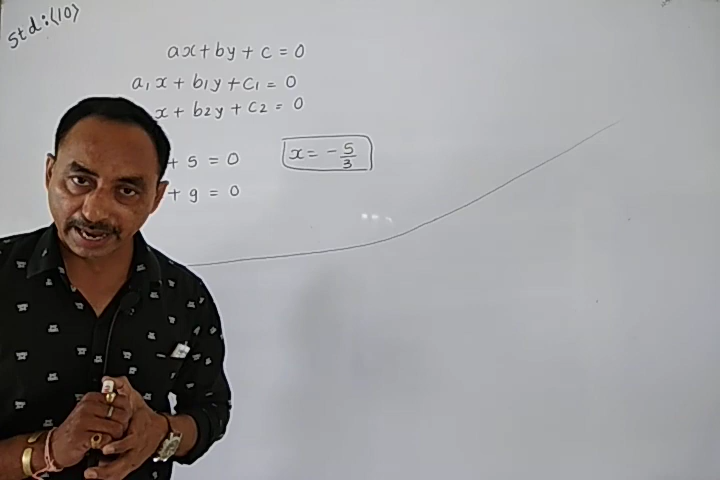 Std:(10)
ax + by + c = 0
a₁x + b₁y + c₁ = 0
x + b₂y + c₂ = 0
+ 5 = 0
x = -5/3
+ 9 = 0